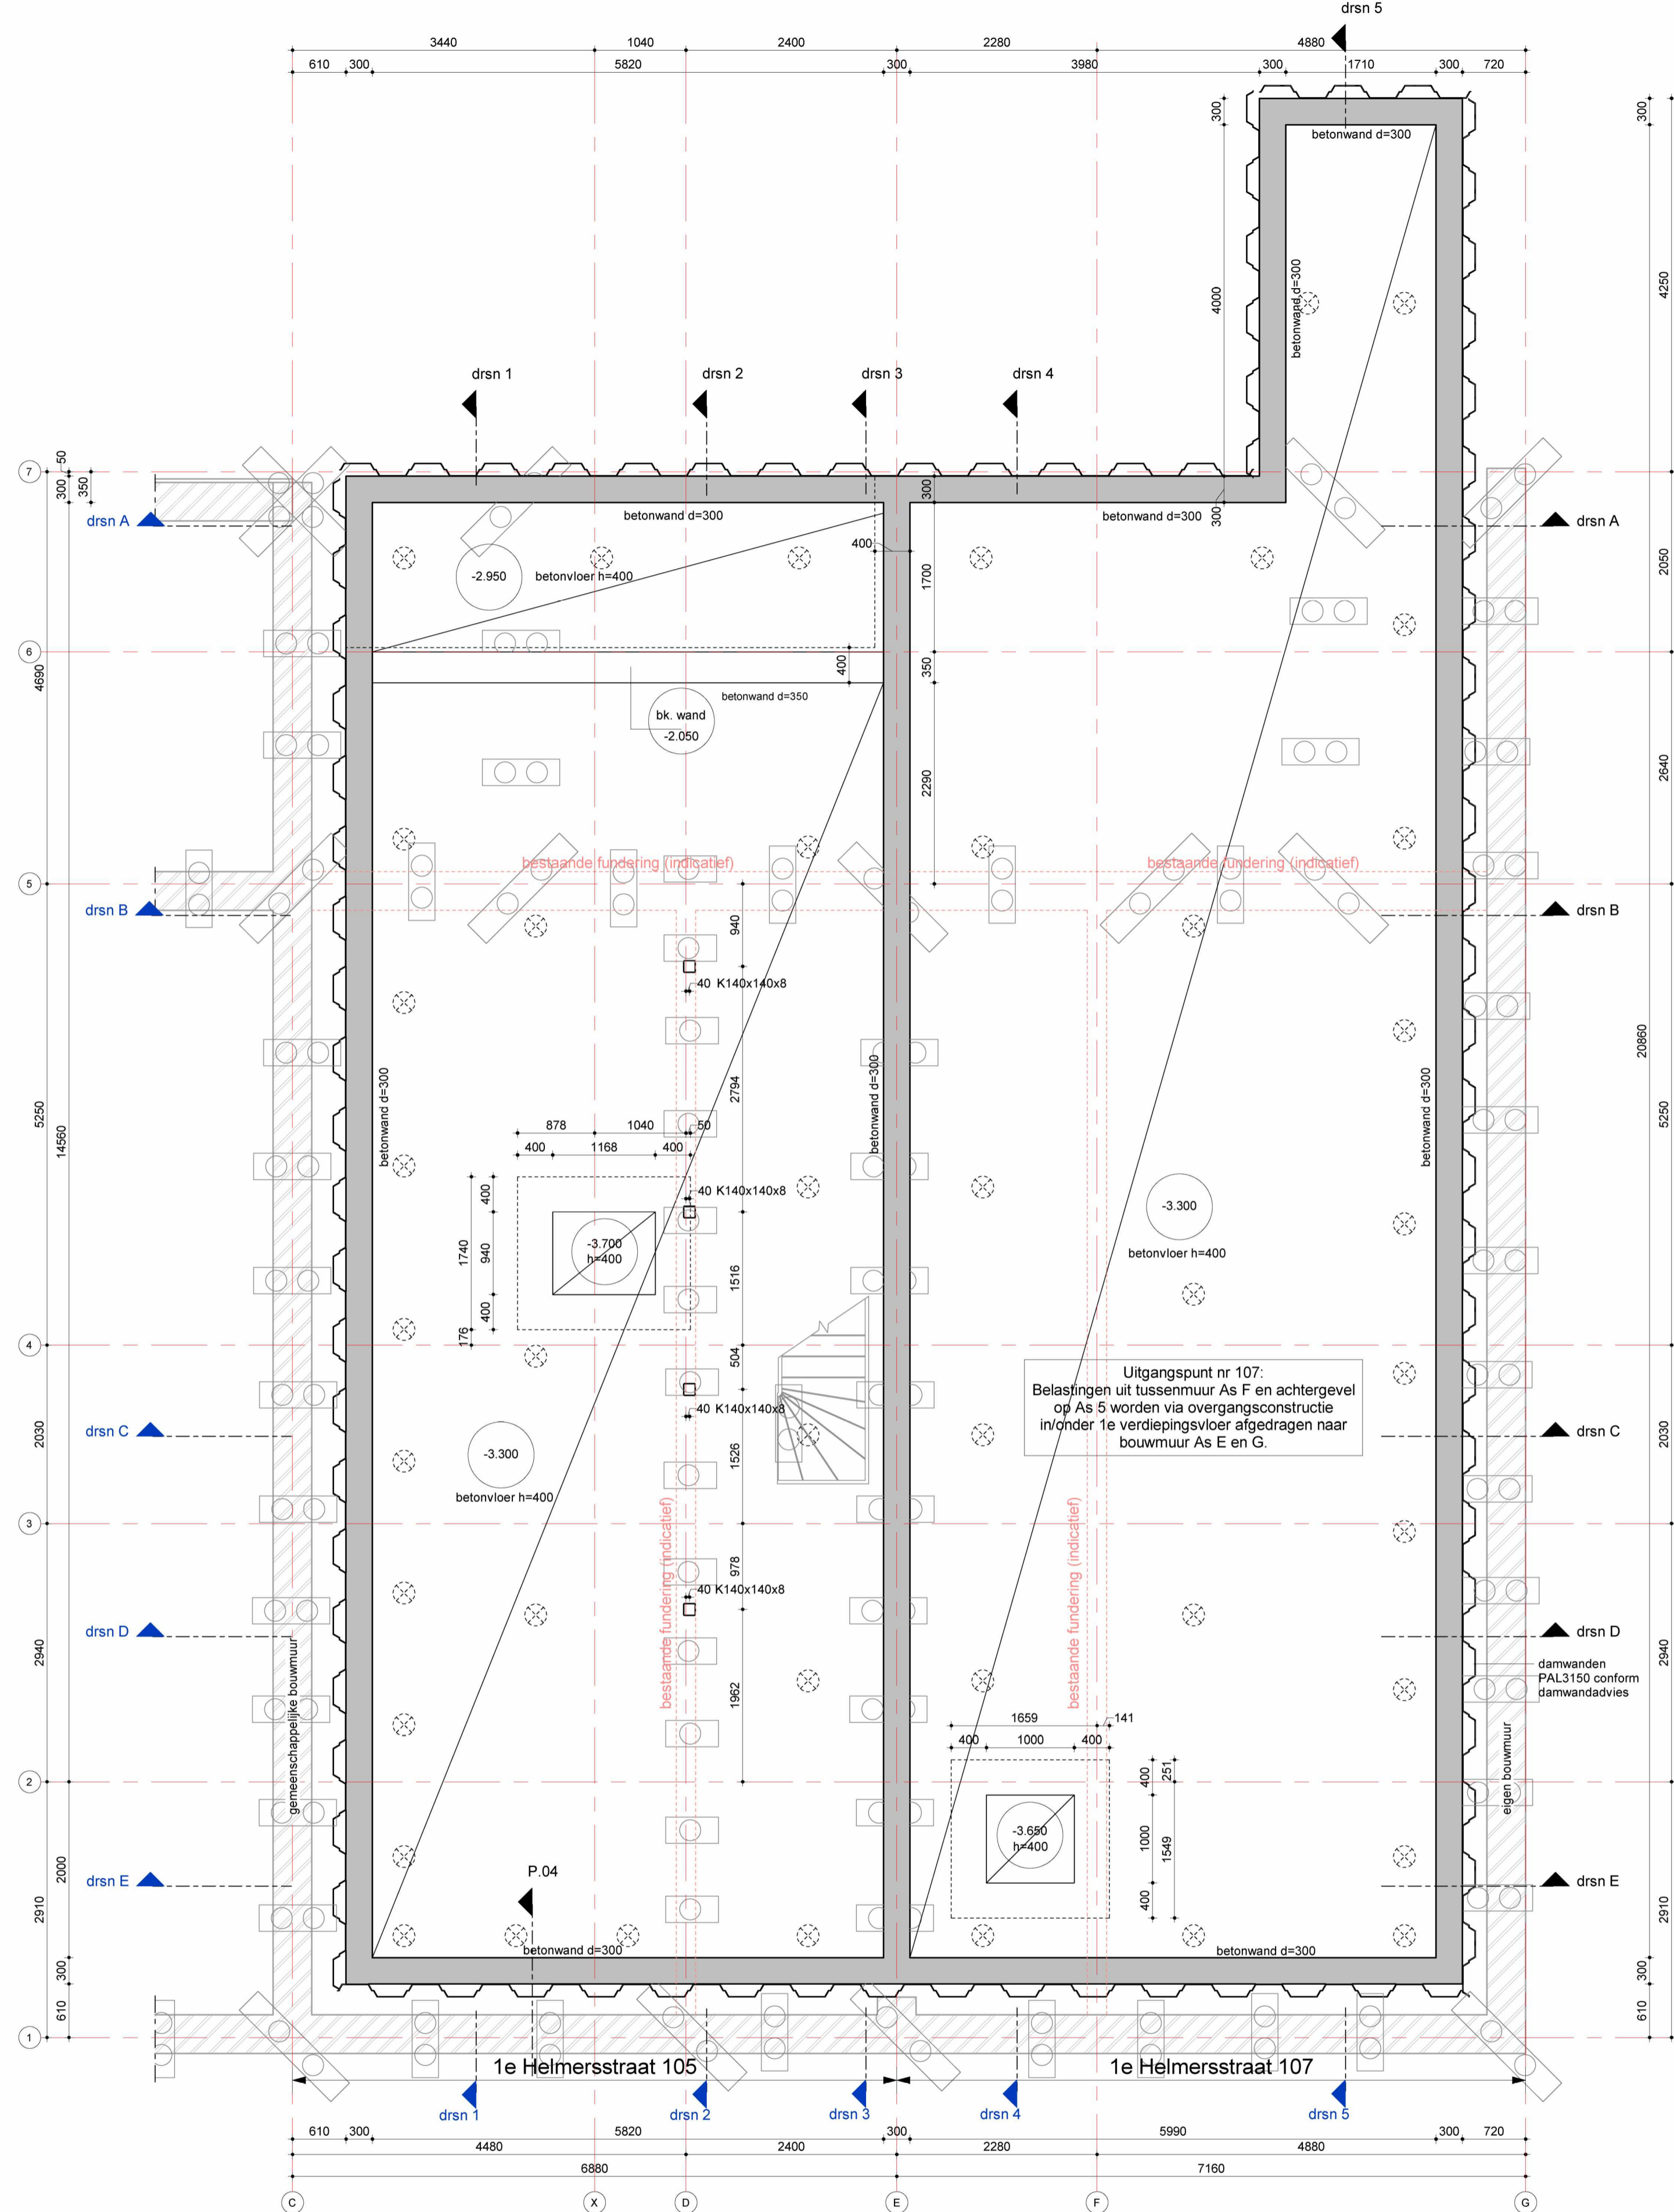 drsn 5
3440 1040 2400 2280 4880
610 300 5820 300 3980 300 1710 300 720
300
300
betonwand d=300
betonwand d=300
4000
4250
drsn 1
drsn 2
drsn 3
drsn 4
7
50
300
350
300
300
drsn A
betonwand d=300
betonwand d=300
drsn A
400
-2.950
betonvloer h=400
1700
2050
6
4690
400
350
betonwand d=350
bk. wand
-2.050
2290
2640
bestaande fundering (indicatief)
bestaande fundering (indicatief)
5
drsn B
drsn B
940
40 K140x140x8
20860
betonwand d=300
betonwand d=300
betonwand d=300
2794
5250
14560
5250
878 1040 50
400 1168 400
40 K140x140x8
400
1740
940
-3.700
h=400
-3.300
betonvloer h=400
1516
400
176
4
504
Uitgangspunt nr 107:
Belastingen uit tussenmuur As F en achtergevel
op As 5 worden via overgangsconstructie
in/onder 1e verdiepingsvloer afgedragen naar
bouwmuur As E en G.
40 K140x140x8
2030
drsn C
drsn C
2030
1526
-3.300
betonvloer h=400
3
bestaande fundering (indicatief)
bestaande fundering (indicatief)
978
40 K140x140x8
drsn D
drsn D
2940
2940
gemeenschappelijke bouwmuur
damwanden
PAL3150 conform
damwandadvies
1962
1659 141
400 1000 400
eigen bouwmuur
2
400
251
-3.650
h=400
1000
1549
400
2000
P.04
drsn E
drsn E
2910
2910
betonwand d=300
betonwand d=300
300
300
610
610
1
1e Helmersstraat 105
1e Helmersstraat 107
drsn 1
drsn 2
drsn 3
drsn 4
drsn 5
610 300 5820 300 5990 300 720
4480 2400 2280 4880
6880 7160
C X D E F G